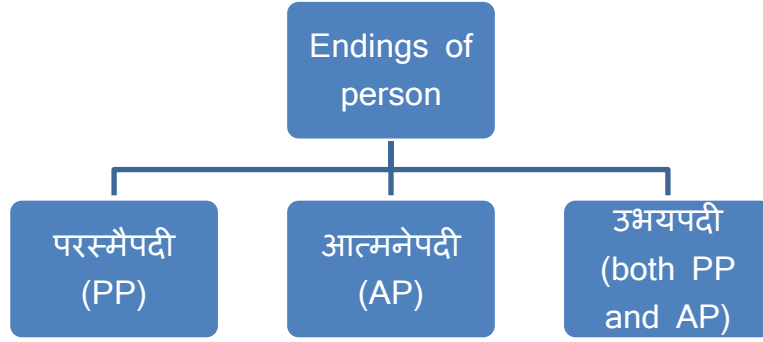 Endings of
person
परस्मैपदी
(PP)
आत्मनेपदी
(AP)
उभयपदी
(both PP
and AP)